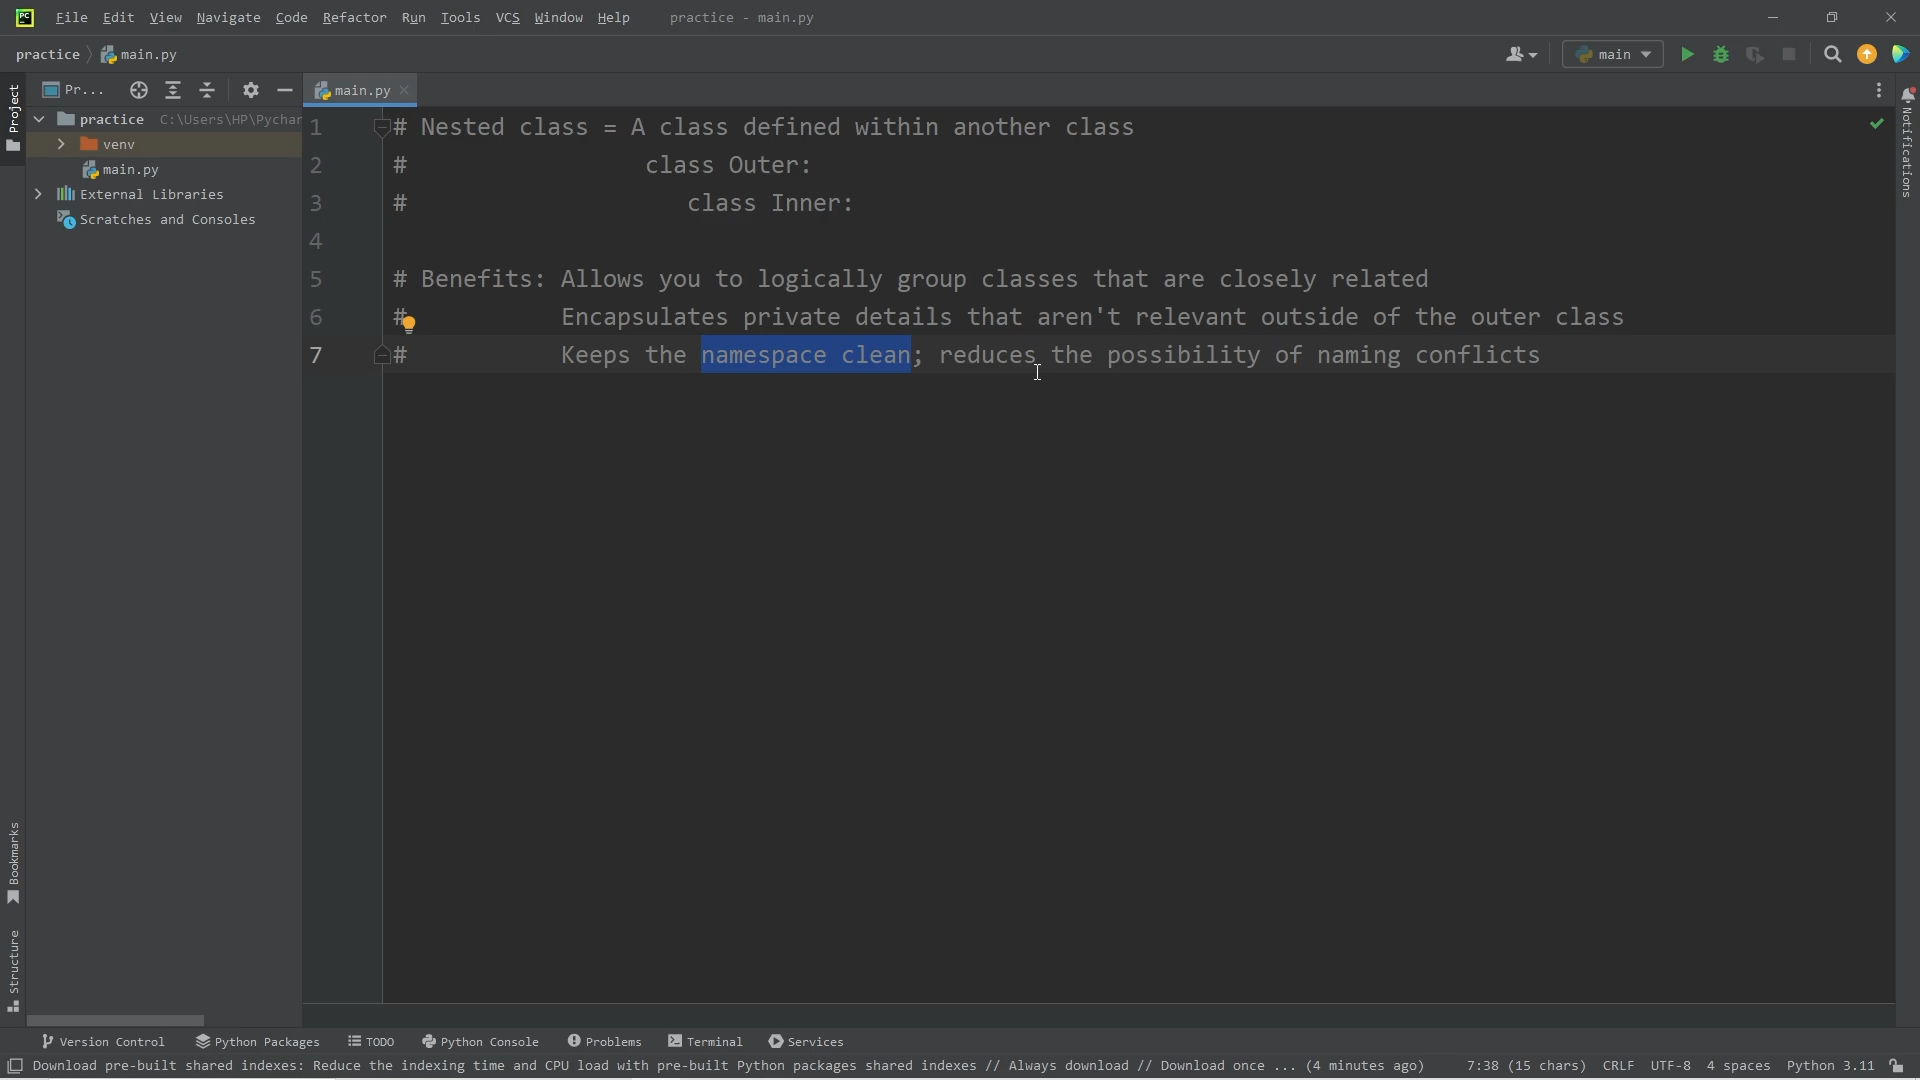 File Edit View Navigate Code Refactor Run Tools VCS Window Help practice - main.py
practice main.py main
Pr... main.py
Project
practice C:\Users\HP\Pychar
venv
main.py
External Libraries
Scratches and Consoles
1 # Nested class = A class defined within another class
2 # class Outer:
3 # class Inner:
4
5 # Benefits: Allows you to logically group classes that are closely related
6 # Encapsulates private details that aren't relevant outside of the outer class
7 # Keeps the namespace clean; reduces the possibility of naming conflicts
Notifications
Bookmarks
Structure
Version Control Python Packages TODO Python Console Problems Terminal Services
Download pre-built shared indexes: Reduce the indexing time and CPU load with pre-built Python packages shared indexes // Always download // Download once ... (4 minutes ago) 7:38 (15 chars) CRLF UTF-8 4 spaces Python 3.11